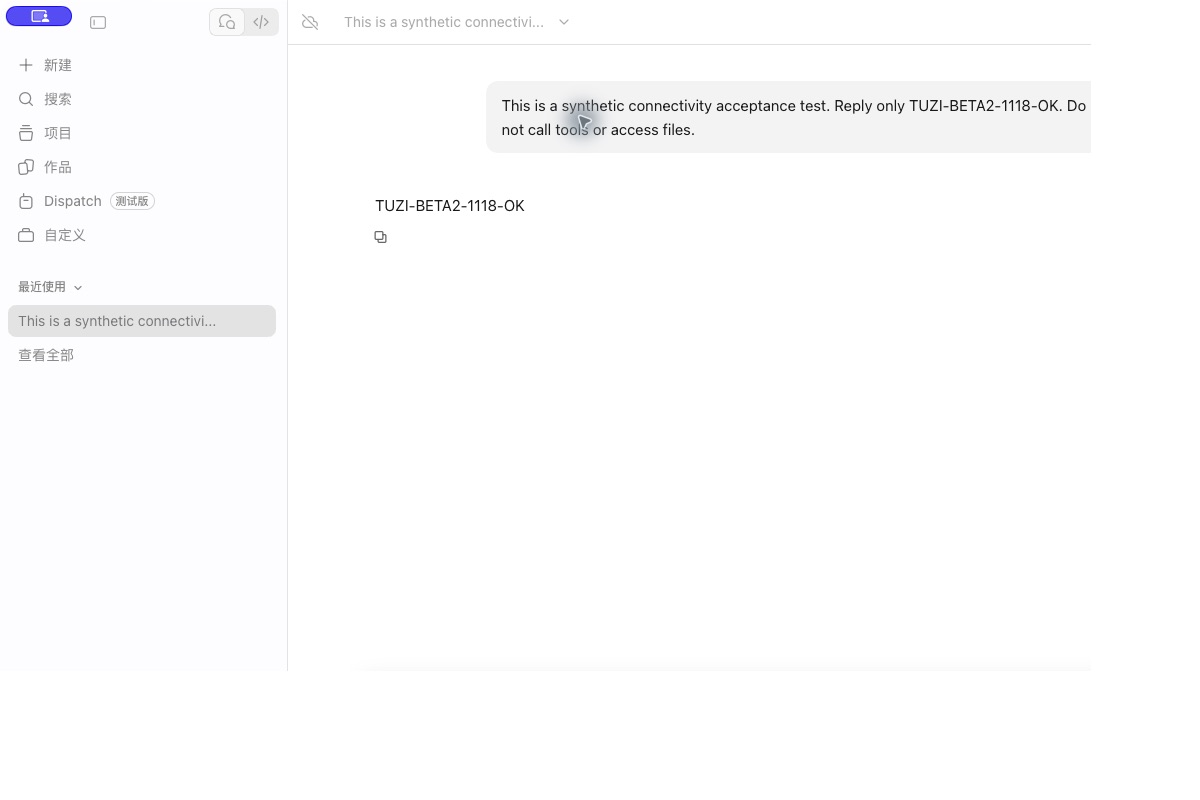 This is a synthetic connectivi...
新建
搜索
项目
作品
Dispatch 测试版
自定义
最近使用
This is a synthetic connectivi...
查看全部
This is a synthetic connectivity acceptance test. Reply only TUZI-BETA2-1118-OK. Do
not call tools or access files.
TUZI-BETA2-1118-OK